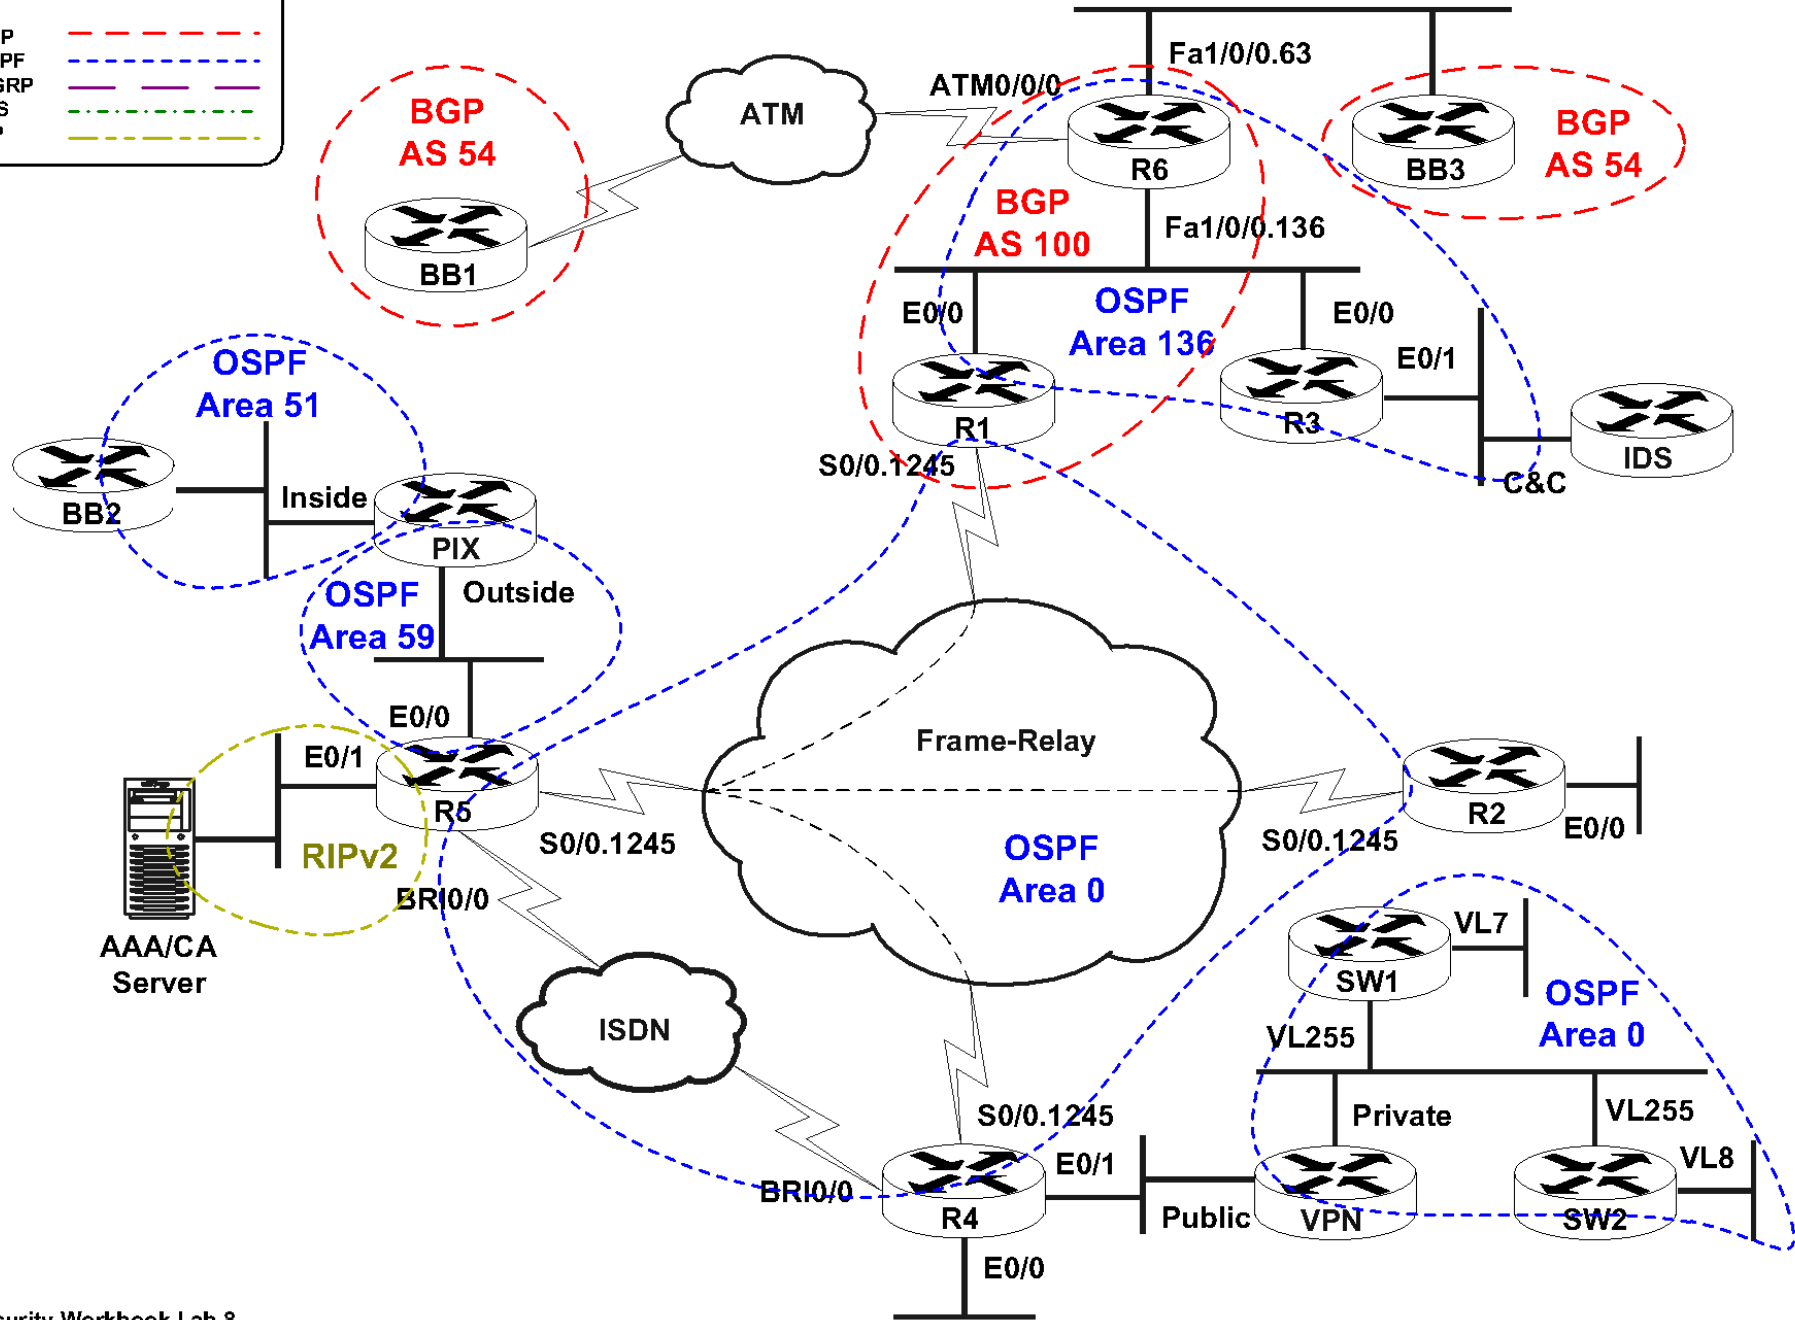 P
PF
GRP
S
BGP
AS 54
BB1
ATM
ATM0/0/0
Fa1/0/0.63
R6
BB3
BGP
AS 54
BGP
AS 100
Fa1/0/0.136
E0/0
OSPF
Area 136
E0/0
E0/1
R1
R3
IDS
C&C
S0/0.1245
OSPF
Area 51
BB2
Inside
PIX
OSPF
Area 59
Outside
E0/0
E0/1
R5
RIPv2
S0/0.1245
BRI0/0
AAA/CA
Server
Frame-Relay
OSPF
Area 0
S0/0.1245
R2
E0/0
ISDN
SW1
VL7
OSPF
Area 0
VL255
Private
VL255
VL8
S0/0.1245
E0/1
BRI0/0
R4
Public
VPN
SW2
E0/0
curity Workbook Lab 8